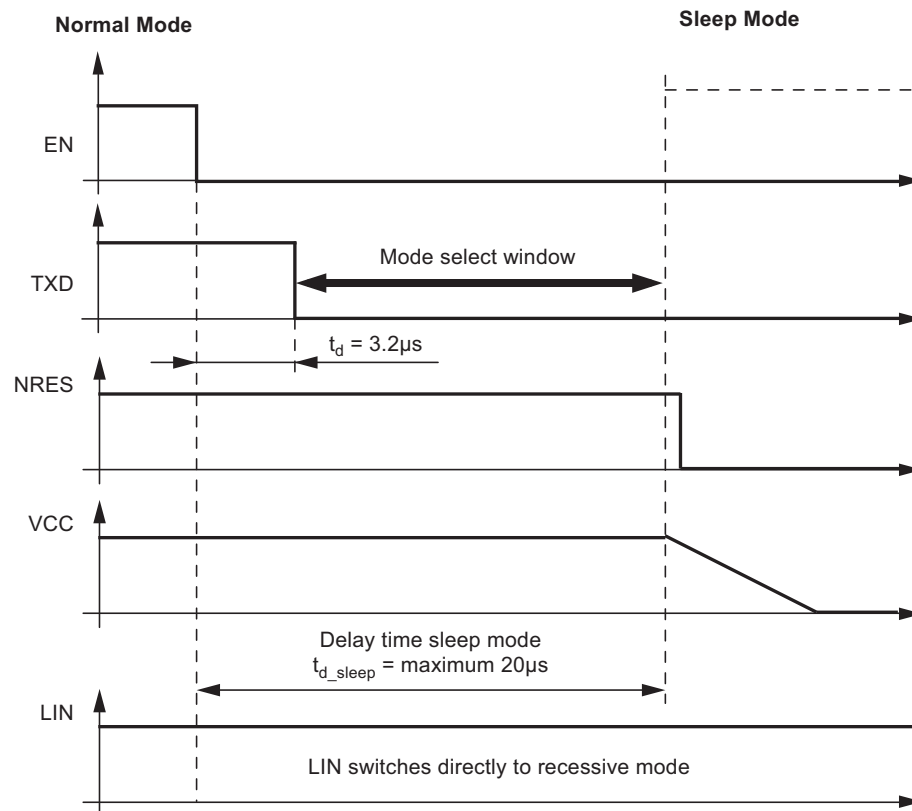 Normal Mode
Sleep Mode
EN
TXD
Mode select window
t_d = 3.2µs
NRES
VCC
Delay time sleep mode
t_d_sleep = maximum 20µs
LIN
LIN switches directly to recessive mode